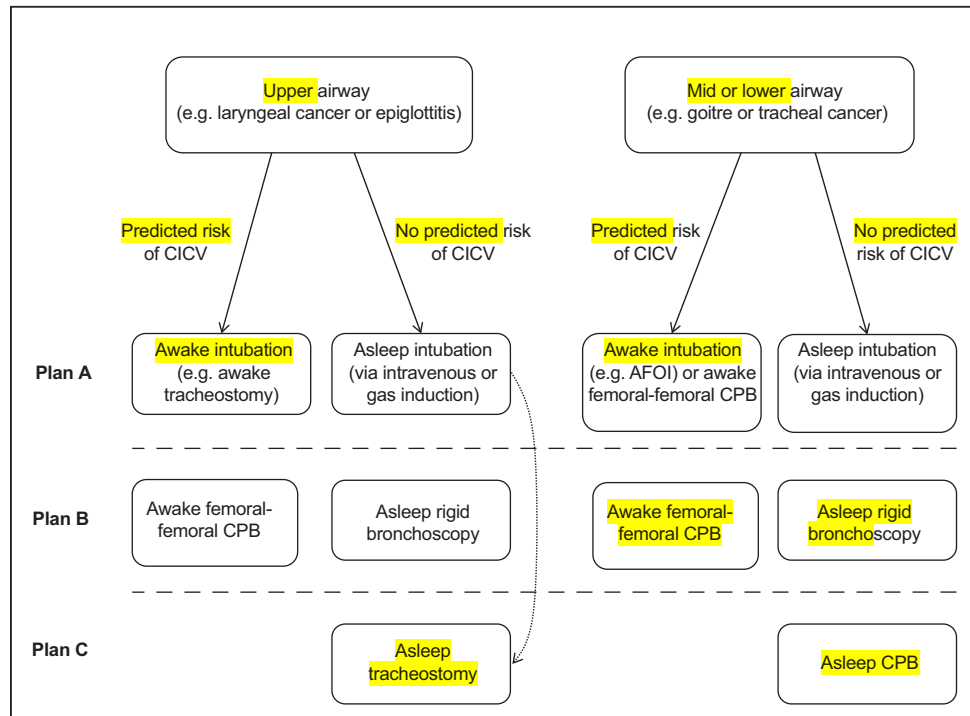 Upper airway
(e.g. laryngeal cancer or epiglottitis)
Mid or lower airway
(e.g. goitre or tracheal cancer)
Predicted risk
of CICV
No predicted risk
of CICV
Predicted risk
of CICV
No predicted
risk of CICV
Plan A
Awake intubation
(e.g. awake
tracheostomy)
Asleep intubation
(via intravenous or
gas induction)
Awake intubation
(e.g. AFOI) or awake
femoral-femoral CPB
Asleep intubation
(via intravenous or
gas induction)
Plan B
Awake femoral-
femoral CPB
Asleep rigid
bronchoscopy
Awake femoral-
femoral CPB
Asleep rigid
bronchoscopy
Plan C
Asleep
tracheostomy
Asleep CPB